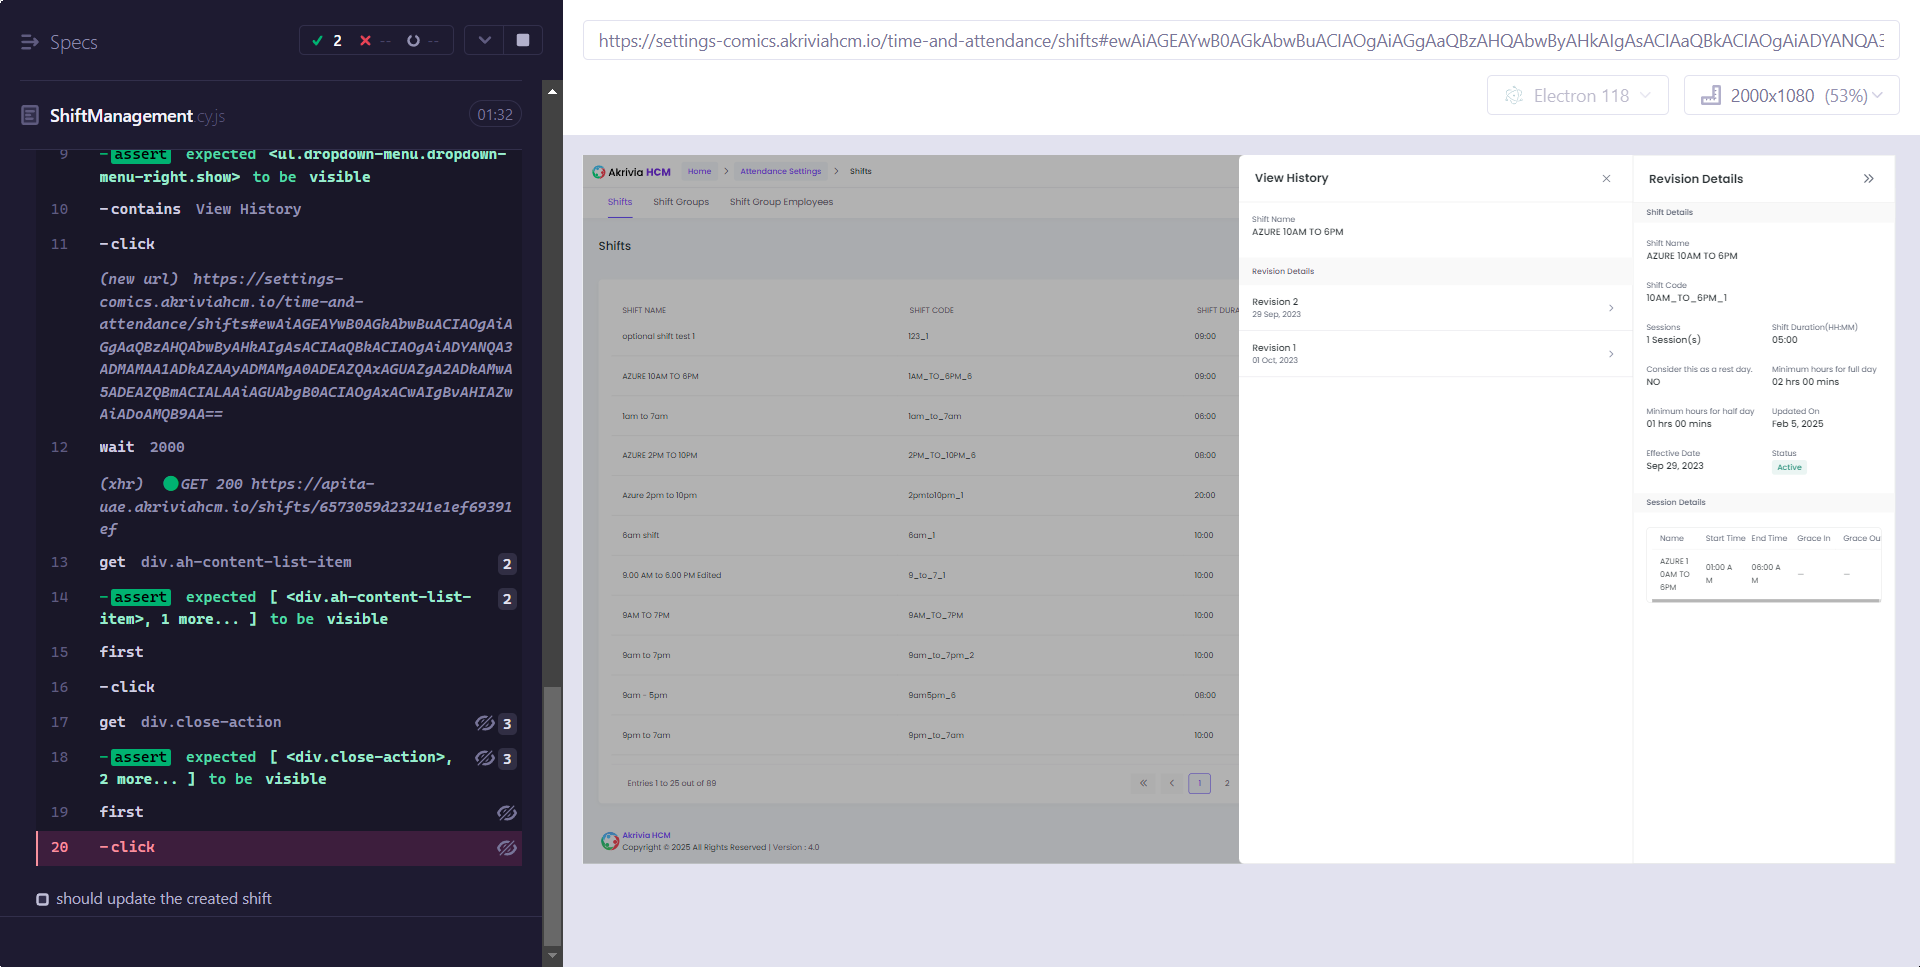 Specs
2
--
--
ShiftManagement.cy.js
01:32
9 -assert expected <ul.dropdown-menu.dropdown-
menu-right.show> to be visible
10 -contains View History
11 -click
(new url) https://settings-
comics.akriviahcm.io/time-and-
attendance/shifts#ewAiAGEAYwB0AGkAbwBuACIAOgAiA
GgAaQBzAHQAbwByAHkAIgAsACIAaQBkACIAOgAiADYANQA3
ADMAMAA1ADkAZAAyADMAMgA0ADEAZQAxAGUAZgA2ADkAMwA
5ADEAZQBmACIALAAiAGUAbgB0ACIAOgAxACwAIgBvAHIAZw
AiADoAMQB9AA==
12 wait 2000
(xhr) GET 200 https://apita-
uae.akriviahcm.io/shifts/6573059d23241e1ef69391
ef
13 get div.ah-content-list-item 2
14 -assert expected [ <div.ah-content-list-
item>, 1 more... ] to be visible 2
15 first
16 -click
17 get div.close-action 3
18 -assert expected [ <div.close-action>,
2 more... ] to be visible 3
19 first
20 -click
should update the created shift
https://settings-comics.akriviahcm.io/time-and-attendance/shifts#ewAiAGEAYwB0AGkAbwBuACIAOgAiAGgAaQBzAHQAbwByAHkAIgAsACIAaQBkACIAOgAiADYANQA3
Electron 118
2000x1080 (53%)
Akrivia HCM Home Attendance Settings Shifts
Shifts Shift Groups Shift Group Employees
Shifts
SHIFT NAME SHIFT CODE SHIFT DURA
optional shift test 1 123_1 09:00
AZURE 10AM TO 6PM 1AM_TO_6PM_6 09:00
1am to 7am 1am_to_7am 06:00
AZURE 2PM TO 10PM 2PM_TO_10PM_6 08:00
Azure 2pm to 10pm 2pmto10pm_1 20:00
6am shift 6am_1 10:00
9.00 AM to 6.00 PM Edited 9_to_7_1 10:00
9AM TO 7PM 9AM_TO_7PM 10:00
9am to 7pm 9am_to_7pm_2 10:00
9am - 5pm 9am5pm_6 08:00
9pm to 7am 9pm_to_7am 10:00
Entries 1 to 25 out of 89
« < 1 2
Akrivia HCM
Copyright © 2025 All Rights Reserved | Version : 4.0
View History
Shift Name
AZURE 10AM TO 6PM
Revision Details
Revision 2
29 Sep, 2023
Revision 1
01 Oct, 2023
Revision Details
Shift Details
Shift Name
AZURE 10AM TO 6PM
Shift Code
10AM_TO_6PM_1
Sessions Shift Duration(HH:MM)
1 Session(s) 05:00
Consider this as a rest day. Minimum hours for full day
NO 02 hrs 00 mins
Minimum hours for half day Updated On
01 hrs 00 mins Feb 5, 2025
Effective Date Status
Sep 29, 2023 Active
Session Details
Name Start Time End Time Grace In Grace Ou
AZURE 1
0AM TO
6PM
01:00 A
M
06:00 A
M
—
—